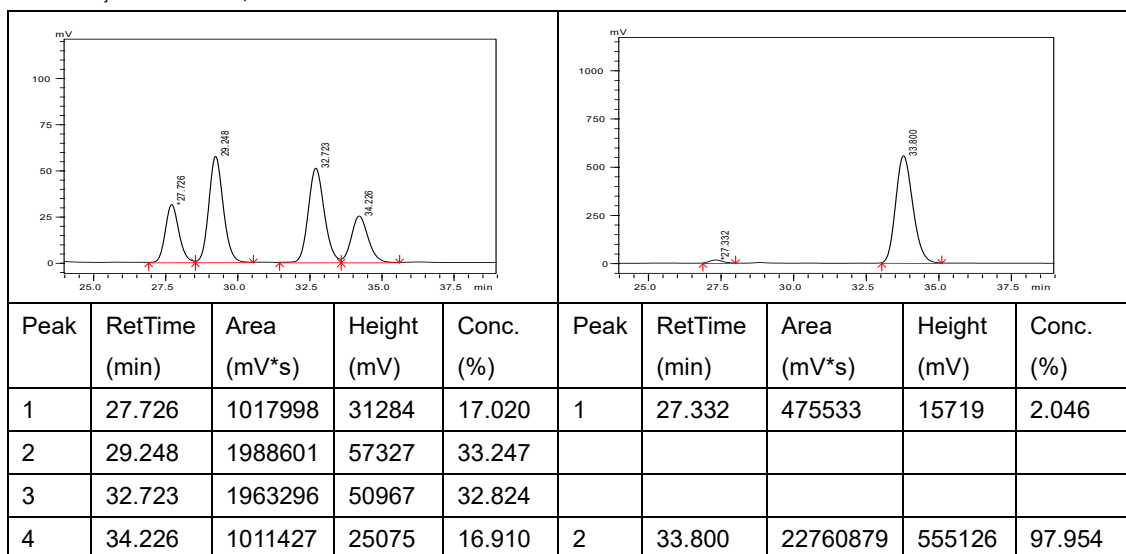 mV
100
75
50
25
0
*27.726
29.248
32.723
34.226
25.0 27.5 30.0 32.5 35.0 37.5 min
mV
1000
750
500
250
0
*27.332
33.800
25.0 27.5 30.0 32.5 35.0 37.5 min
Peak RetTime (min) Area (mV*s) Height (mV) Conc. (%) Peak RetTime (min) Area (mV*s) Height (mV) Conc. (%)
1 27.726 1017998 31284 17.020 1 27.332 475533 15719 2.046
2 29.248 1988601 57327 33.247
3 32.723 1963296 50967 32.824
4 34.226 1011427 25075 16.910 2 33.800 22760879 555126 97.954